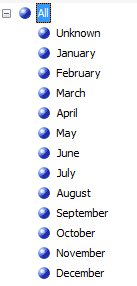 All
Unknown
January
February
March
April
May
June
July
August
September
October
November
December